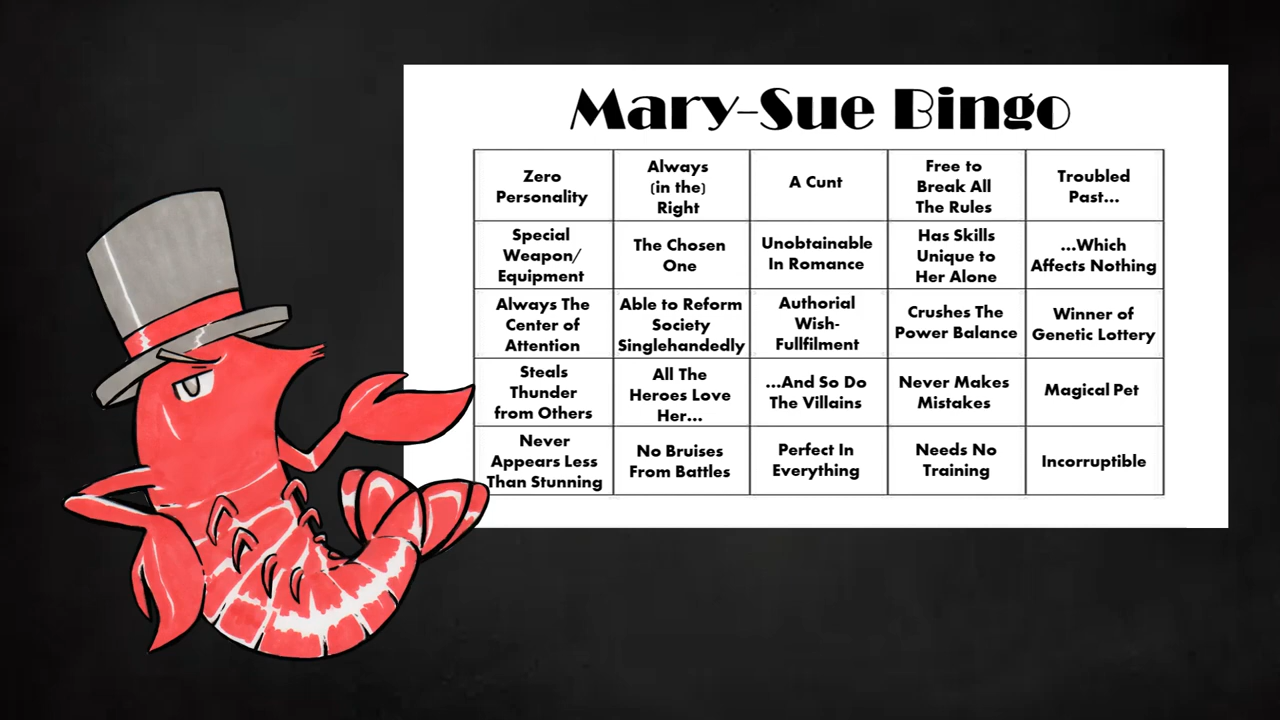 Mary-Sue Bingo
Zero
Personality
Always
(in the)
Right
A Cunt
Free to
Break All
The Rules
Troubled
Past...
Special
Weapon/
Equipment
The Chosen
One
Unobtainable
In Romance
Has Skills
Unique to
Her Alone
...Which
Affects Nothing
Always The
Center of
Attention
Able to Reform
Society
Singlehandedly
Authorial
Wish-
Fullfilment
Crushes The
Power Balance
Winner of
Genetic Lottery
Steals
Thunder
from Others
All The
Heroes Love
Her...
...And So Do
The Villains
Never Makes
Mistakes
Magical Pet
Never
Appears Less
Than Stunning
No Bruises
From Battles
Perfect In
Everything
Needs No
Training
Incorruptible